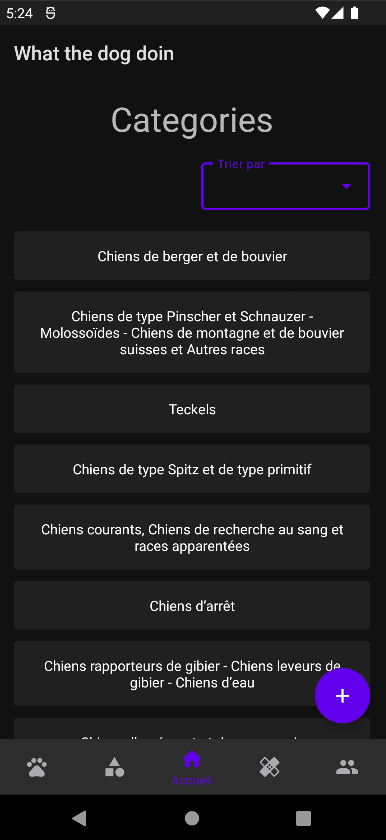 5:24
What the dog doin
Categories
Trier par
Chiens de berger et de bouvier
Chiens de type Pinscher et Schnauzer -
Molossoïdes - Chiens de montagne et de bouvier
suisses et Autres races
Teckels
Chiens de type Spitz et de type primitif
Chiens courants, Chiens de recherche au sang et
races apparentées
Chiens d’arrêt
Chiens rapporteurs de gibier - Chiens leveurs de
gibier - Chiens d’eau
+
Accueil